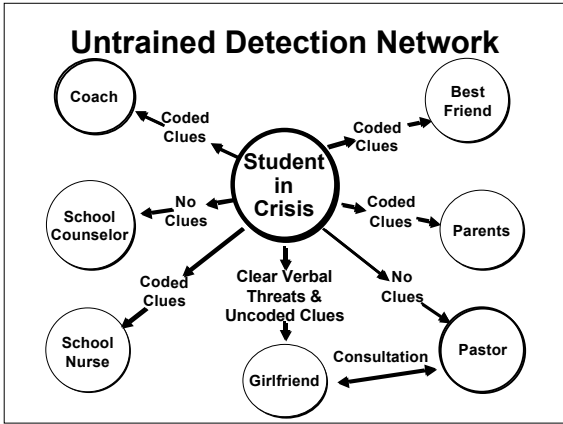 Untrained Detection Network
Coach
Coded
Clues
Best
Friend
Coded
Clues
Student
in
Crisis
School
Counselor
No
Clues
Coded
Clues
Parents
School
Nurse
Coded
Clues
Clear Verbal
Threats &
Uncoded Clues
No
Clues
Girlfriend
Consultation
Pastor